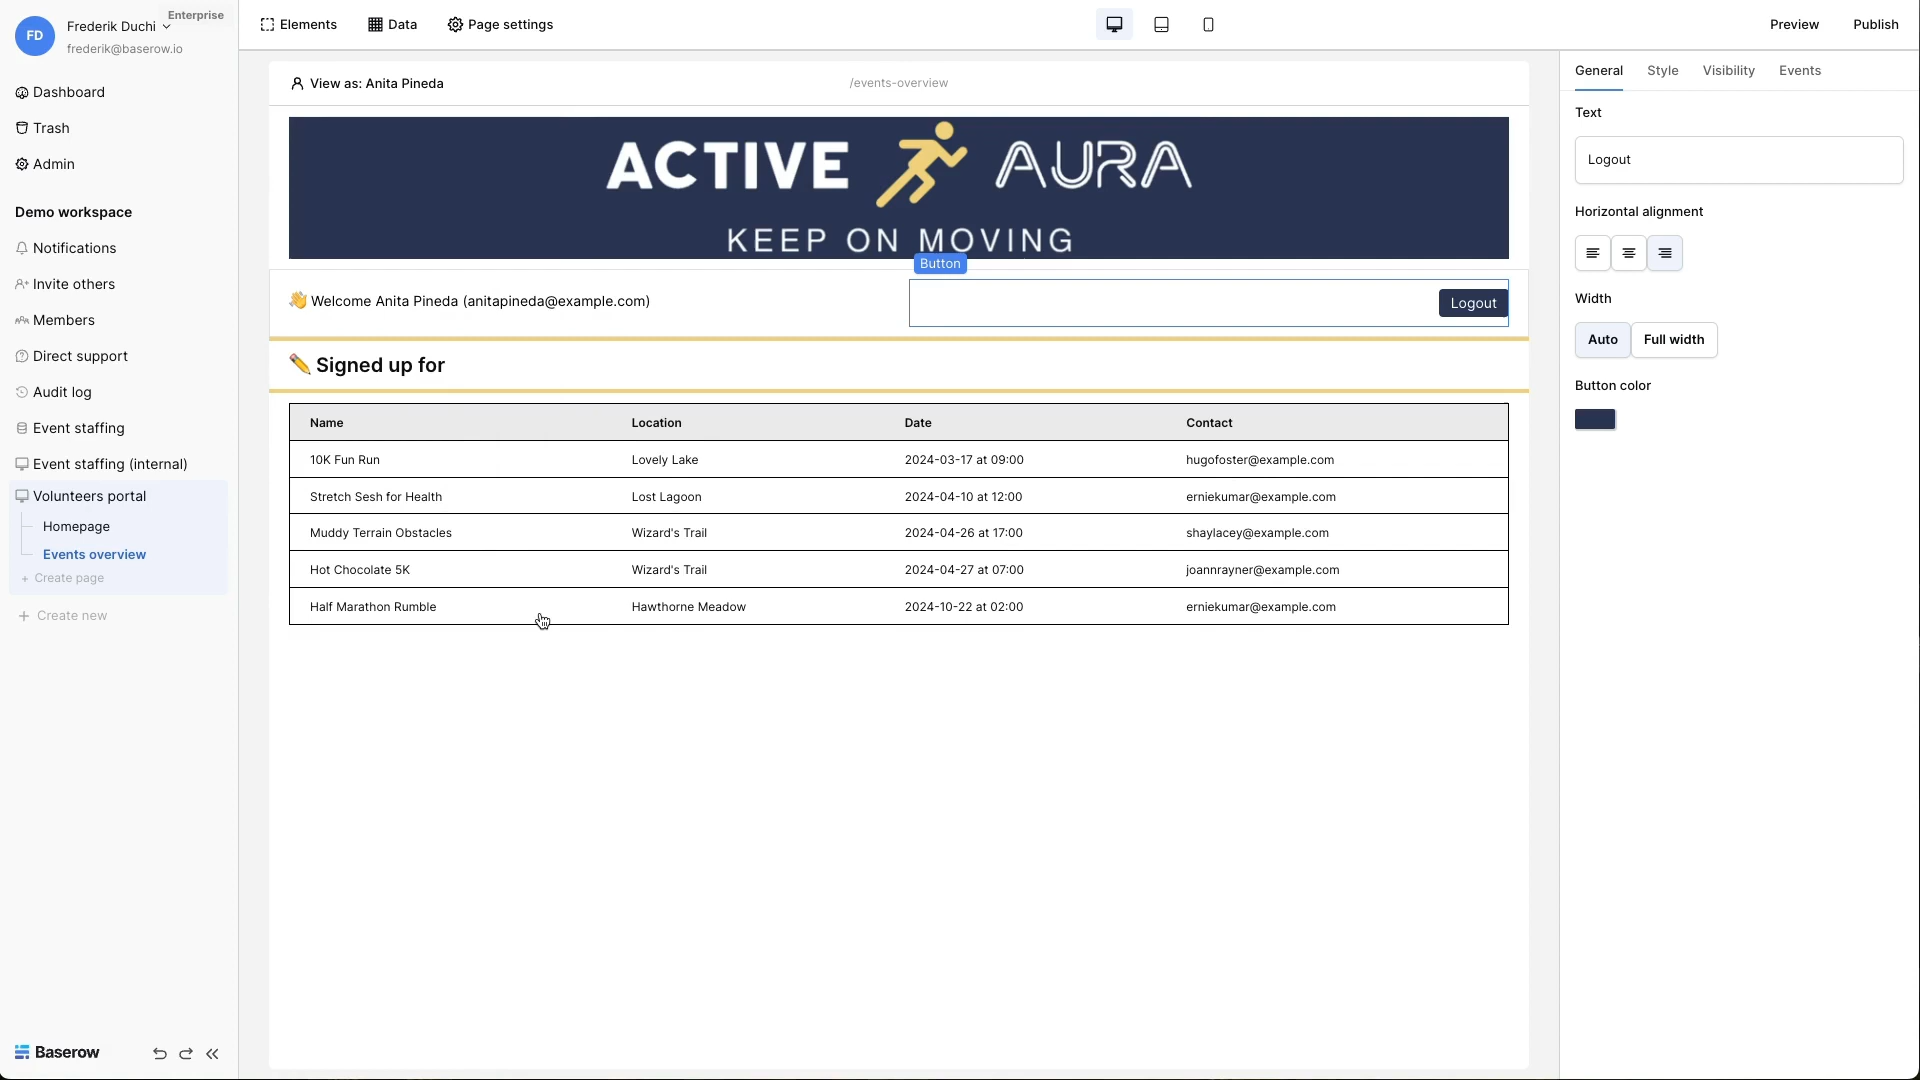 Enterprise
FD
Frederik Duchi
frederik@baserow.io
Dashboard
Trash
Admin
Demo workspace
Notifications
Invite others
Members
Direct support
Audit log
Event staffing
Event staffing (internal)
Volunteers portal
Homepage
Events overview
+ Create page
+ Create new
Baserow
Elements
Data
Page settings
Preview
Publish
View as: Anita Pineda
/events-overview
ACTIVE AURA
KEEP ON MOVING
Button
👋 Welcome Anita Pineda (anitapineda@example.com)
Logout
✏️ Signed up for
Name Location Date Contact
10K Fun Run Lovely Lake 2024-03-17 at 09:00 hugofoster@example.com
Stretch Sesh for Health Lost Lagoon 2024-04-10 at 12:00 erniekumar@example.com
Muddy Terrain Obstacles Wizard's Trail 2024-04-26 at 17:00 shaylacey@example.com
Hot Chocolate 5K Wizard's Trail 2024-04-27 at 07:00 joannrayner@example.com
Half Marathon Rumble Hawthorne Meadow 2024-10-22 at 02:00 erniekumar@example.com
General Style Visibility Events
Text
Logout
Horizontal alignment
Width
Auto Full width
Button color